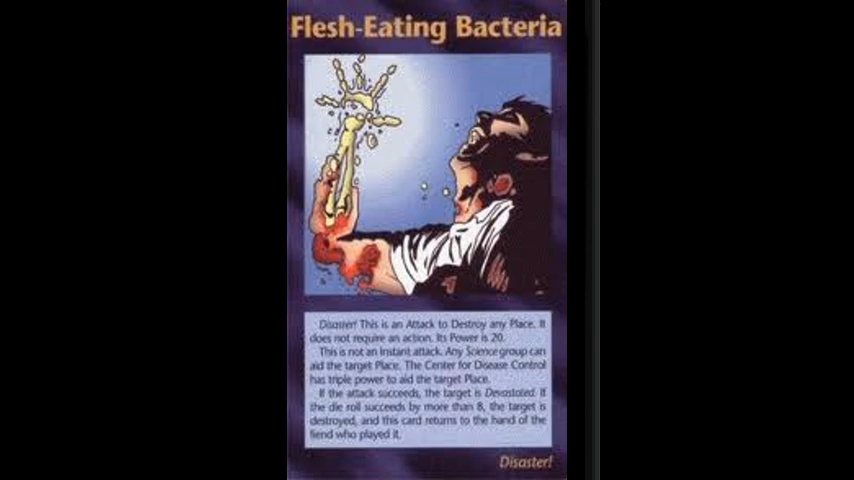 Flesh-Eating Bacteria
Disaster! This is an Attack to Destroy any Place. It
does not require an action. Its Power is 20.
This is not an Instant attack. Any Science group can
aid the target Place. The Center for Disease Control
has triple power to aid the target Place.
If the attack succeeds, the target is Devastated. If
the die roll succeeds by more than 8, the target is
destroyed, and this card returns to the hand of the
fiend who played it.
Disaster!